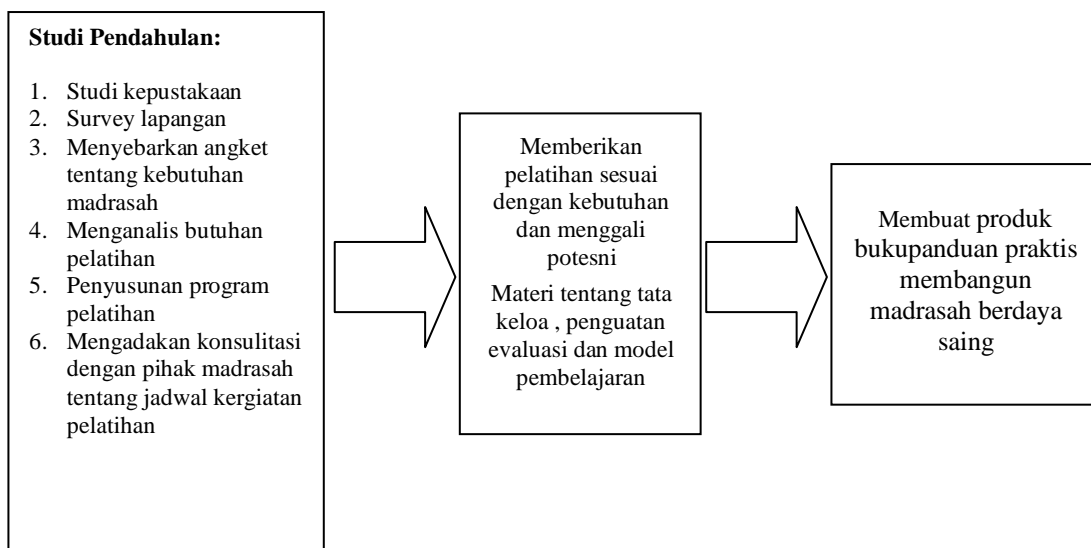 Studi Pendahulan:
1. Studi kepustakaan
2. Survey lapangan
3. Menyebarkan angket
tentang kebutuhan
madrasah
4. Menganalis butuhan
pelatihan
5. Penyusunan program
pelatihan
6. Mengadakan konsulitasi
dengan pihak madrasah
tentang jadwal kergiatan
pelatihan
Memberikan
pelatihan sesuai
dengan kebutuhan
dan menggali
potesni
Materi tentang tata
keloa , penguatan
evaluasi dan model
pembelajaran
Membuat produk
bukupanduan praktis
membangun
madrasah berdaya
saing